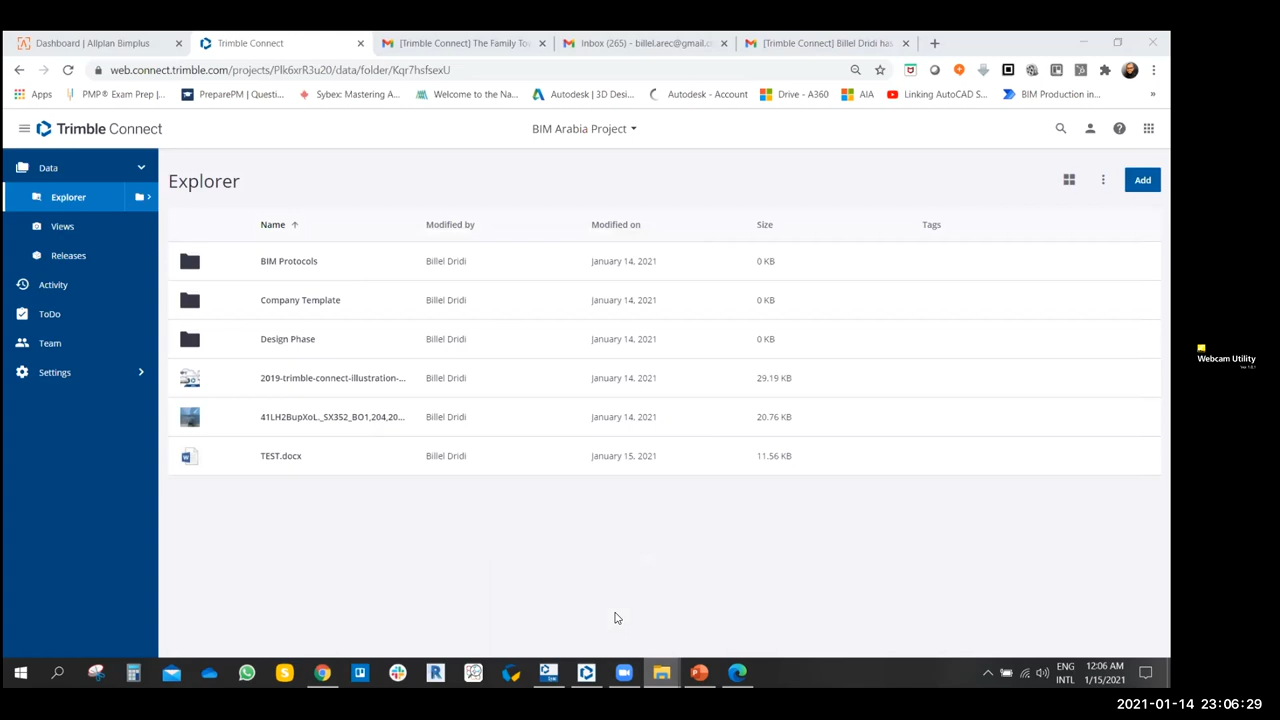 Dashboard | Allplan Bimplus
Trimble Connect
[Trimble Connect] The Family To
Inbox (265) - billel.arec@gmail.c
[Trimble Connect] Billel Dridi has
web.connect.trimble.com/projects/Plk6xrR3u20/data/folder/Kqr7hsfsexU
Apps PMP® Exam Prep |... PreparePM | Questi... Sybex: Mastering A... Welcome to the Na... Autodesk | 3D Desi... Autodesk - Account Drive - A360 AIA Linking AutoCAD S... BIM Production in... »
Trimble Connect
BIM Arabia Project
Data
Explorer
Views
Releases
Activity
ToDo
Team
Settings
Explorer
Add
Name Modified by Modified on Size Tags
BIM Protocols Billel Dridi January 14, 2021 0 KB
Company Template Billel Dridi January 14, 2021 0 KB
Design Phase Billel Dridi January 14, 2021 0 KB
2019-trimble-connect-illustration-... Billel Dridi January 14, 2021 29.19 KB
41LH2BupXoL._SX352_BO1,204,20... Billel Dridi January 14, 2021 20.76 KB
TEST.docx Billel Dridi January 15, 2021 11.56 KB
Webcam Utility
ENG 12:06 AM
INTL 1/15/2021
2021-01-14 23:06:29